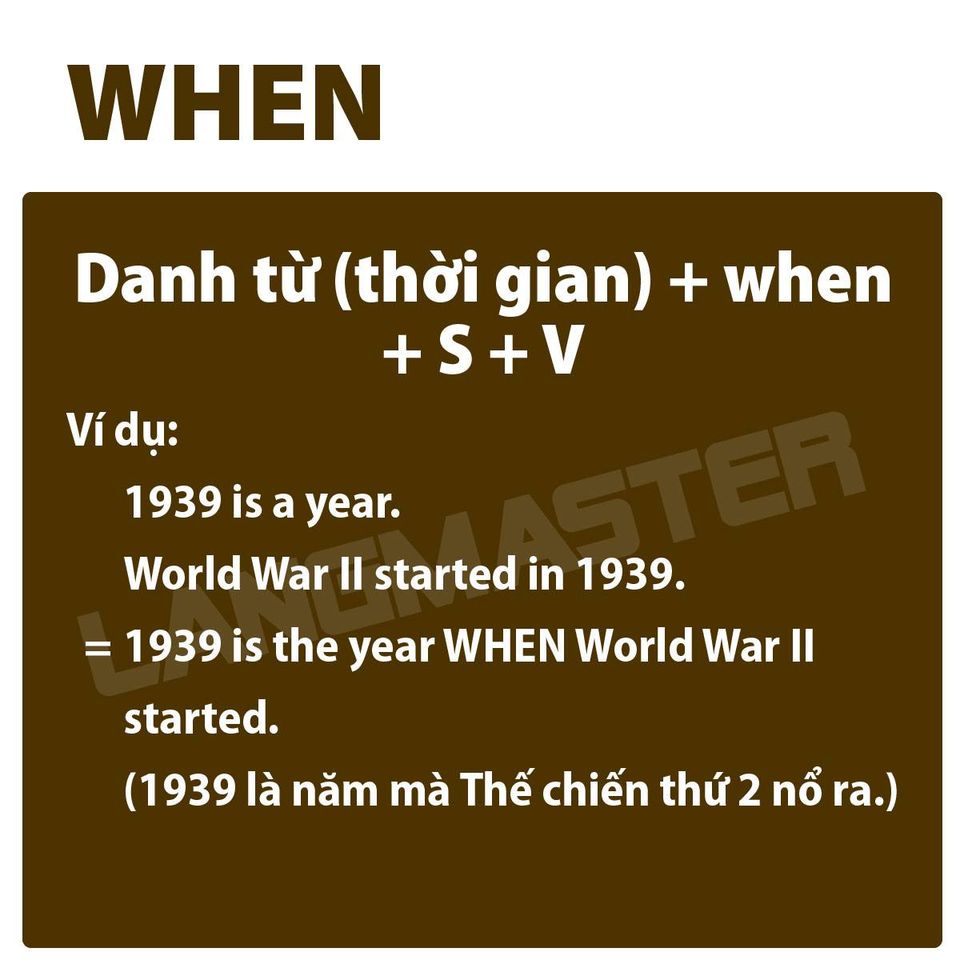 WHEN
Danh từ (thời gian) + when
+ S + V
Ví dụ:
1939 is a year.
World War II started in 1939.
= 1939 is the year WHEN World War II
started.
(1939 là năm mà Thế chiến thứ 2 nổ ra.)
LANGMASTER